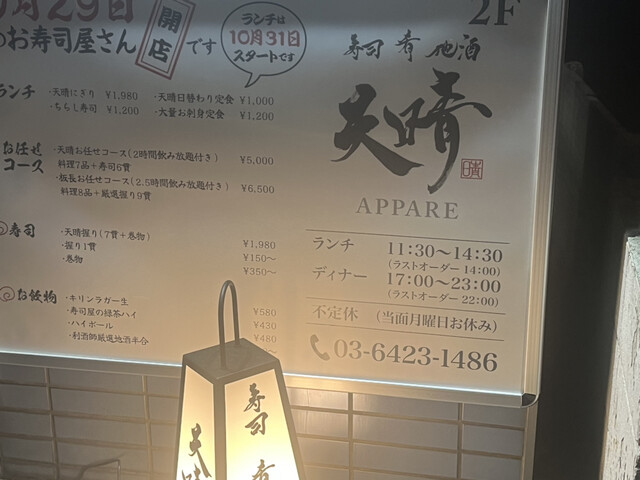 月29日
2F
のお寿司屋さん
開店
です
ランチは
10月31日
スタートです
寿司 肴 地酒
天晴
APPARE
ランチ
・天晴にぎり ¥1,980
・ちらし寿司 ¥1,200
・天晴日替わり定食 ¥1,000
・大量お刺身定食 ¥1,200
お任せ
コース
・天晴お任せコース(2時間飲み放題付き) ¥5,000
料理7品+寿司6貫
・板長お任せコース(2.5時間飲み放題付き) ¥6,500
料理8品+厳選握り9貫
寿司
・天晴握り(7貫+巻物) ¥1,980
・握り1貫 ¥150～
・巻物 ¥350～
お飲物
・キリンラガー生 ¥580
・寿司屋の緑茶ハイ ¥430
・ハイボール ¥480
・利酒師厳選地酒半合
ランチ 11:30～14:30
(ラストオーダー 14:00)
ディナー 17:00～23:00
(ラストオーダー 22:00)
不定休 (当面月曜日お休み)
03-6423-1486
寿司 肴
天晴